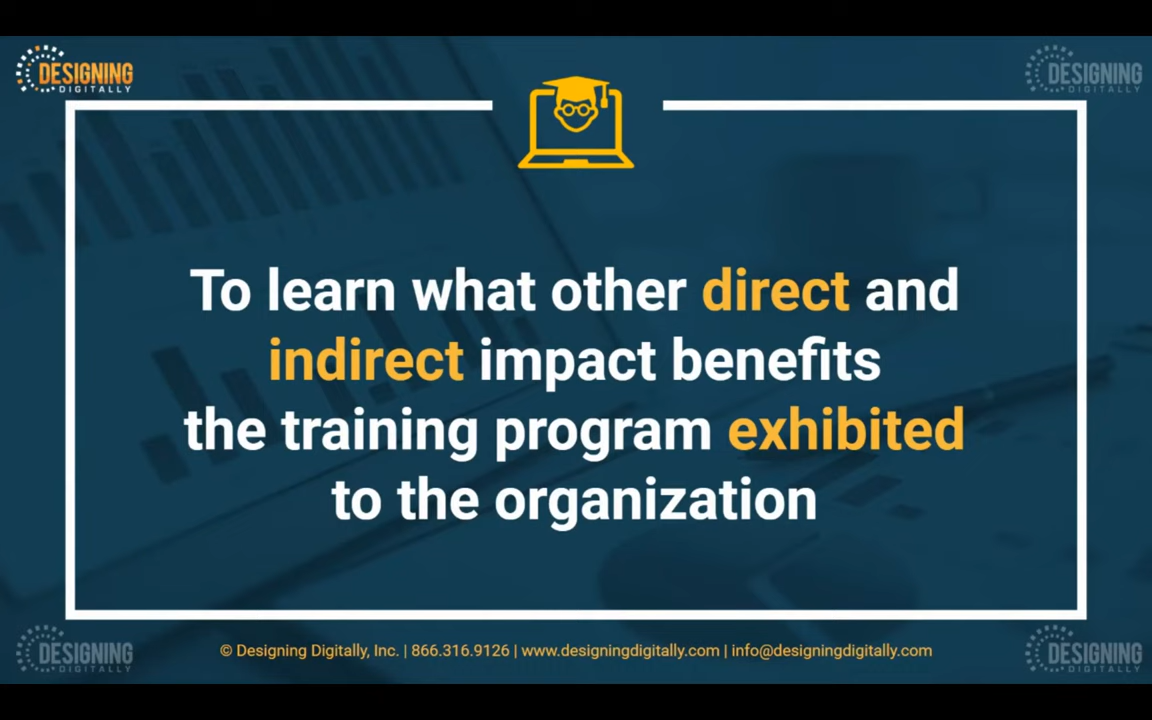 DESIGNING
DIGITALLY
DESIGNING
DIGITALLY
To learn what other direct and
indirect impact benefits
the training program exhibited
to the organization
DESIGNING
DIGITALLY
© Designing Digitally, Inc. | 866.316.9126 | www.designingdigitally.com | info@designingdigitally.com
DESIGNING
DIGITALLY